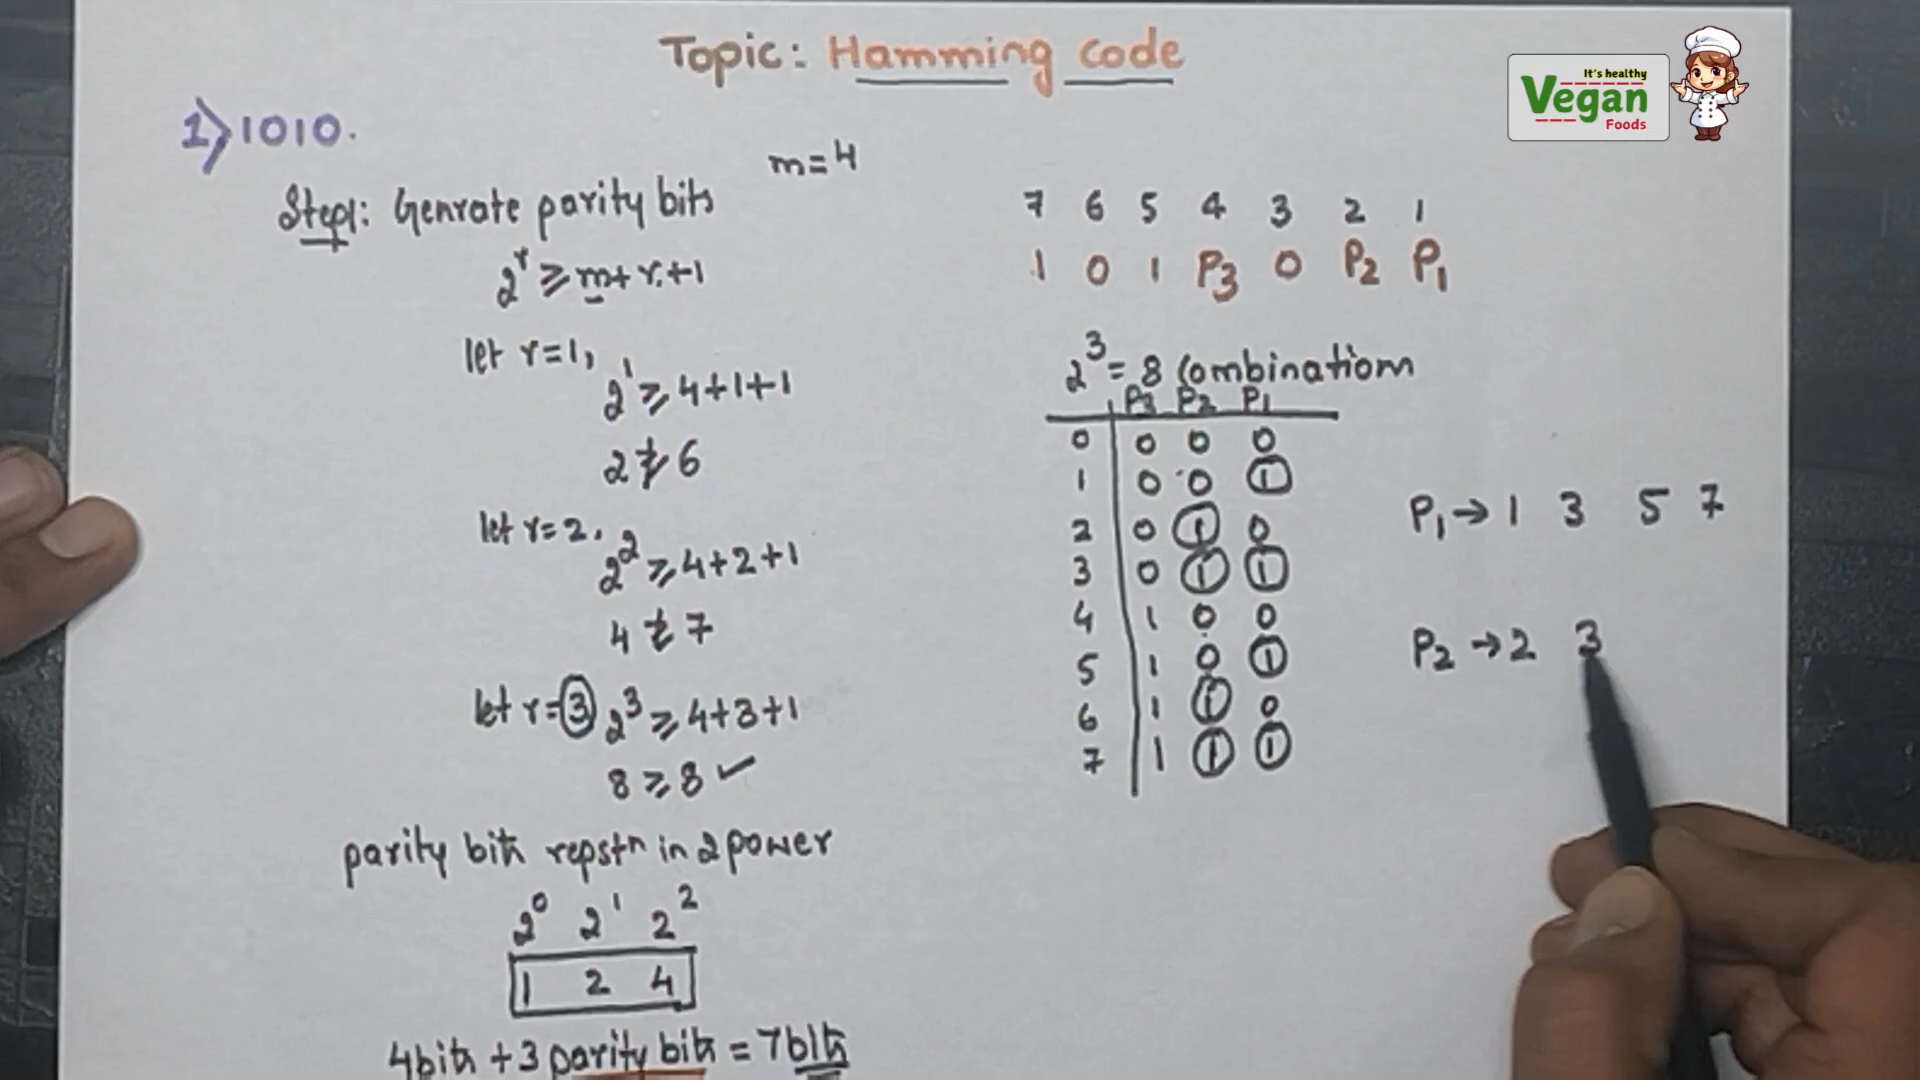 Topic: Hamming code
It's healthy
Vegan
Foods
1) 1010.
m=4
Step1: Genrate parity bits
2^r ≥ m+r+1
let r=1,
2^1 ≥ 4+1+1
2 ≱ 6
let r=2,
2^2 ≥ 4+2+1
4 ≱ 7
let r=3 2^3 ≥ 4+3+1
8 ≥ 8 ✓
parity bits repstn in 2 power
2^0 2^1 2^2
1 2 4
4bits + 3 parity bits = 7bits
7 6 5 4 3 2 1
1 0 1 P3 0 P2 P1
2^3 = 8 Combinations
P3 P2 P1
0 0 0 0
1 0 0 1
2 0 1 0
3 0 1 1
4 1 0 0
5 1 0 1
6 1 1 0
7 1 1 1
P1 → 1 3 5 7
P2 → 2 3